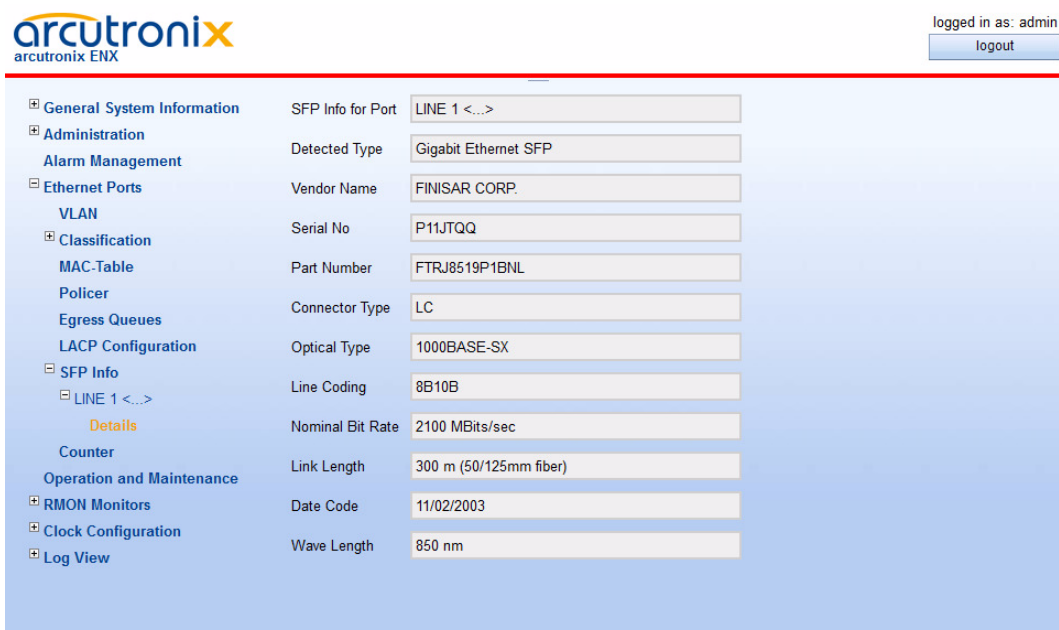 arcutronix
arcutronix ENX
logged in as: admin
logout
General System Information
Administration
Alarm Management
Ethernet Ports
VLAN
Classification
MAC-Table
Policer
Egress Queues
LACP Configuration
SFP Info
LINE 1 <...>
Details
Counter
Operation and Maintenance
RMON Monitors
Clock Configuration
Log View
SFP Info for Port LINE 1 <...>
Detected Type Gigabit Ethernet SFP
Vendor Name FINISAR CORP.
Serial No P11JTQQ
Part Number FTRJ8519P1BNL
Connector Type LC
Optical Type 1000BASE-SX
Line Coding 8B10B
Nominal Bit Rate 2100 MBits/sec
Link Length 300 m (50/125mm fiber)
Date Code 11/02/2003
Wave Length 850 nm